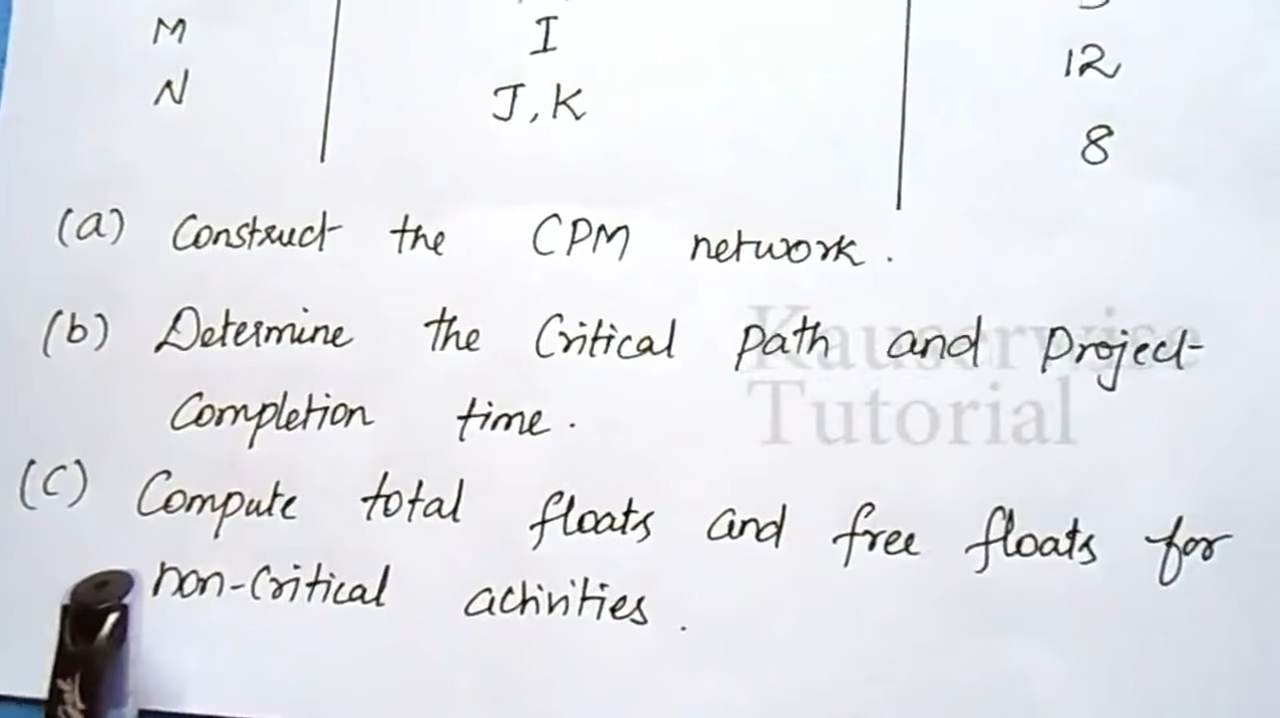 M I 12
N J, K 8
(a) Construct the CPM network.
(b) Determine the Critical path and Project
Completion time.
(C) Compute total floats and free floats for
non-Critical activities.
Kauserwise
Tutorial